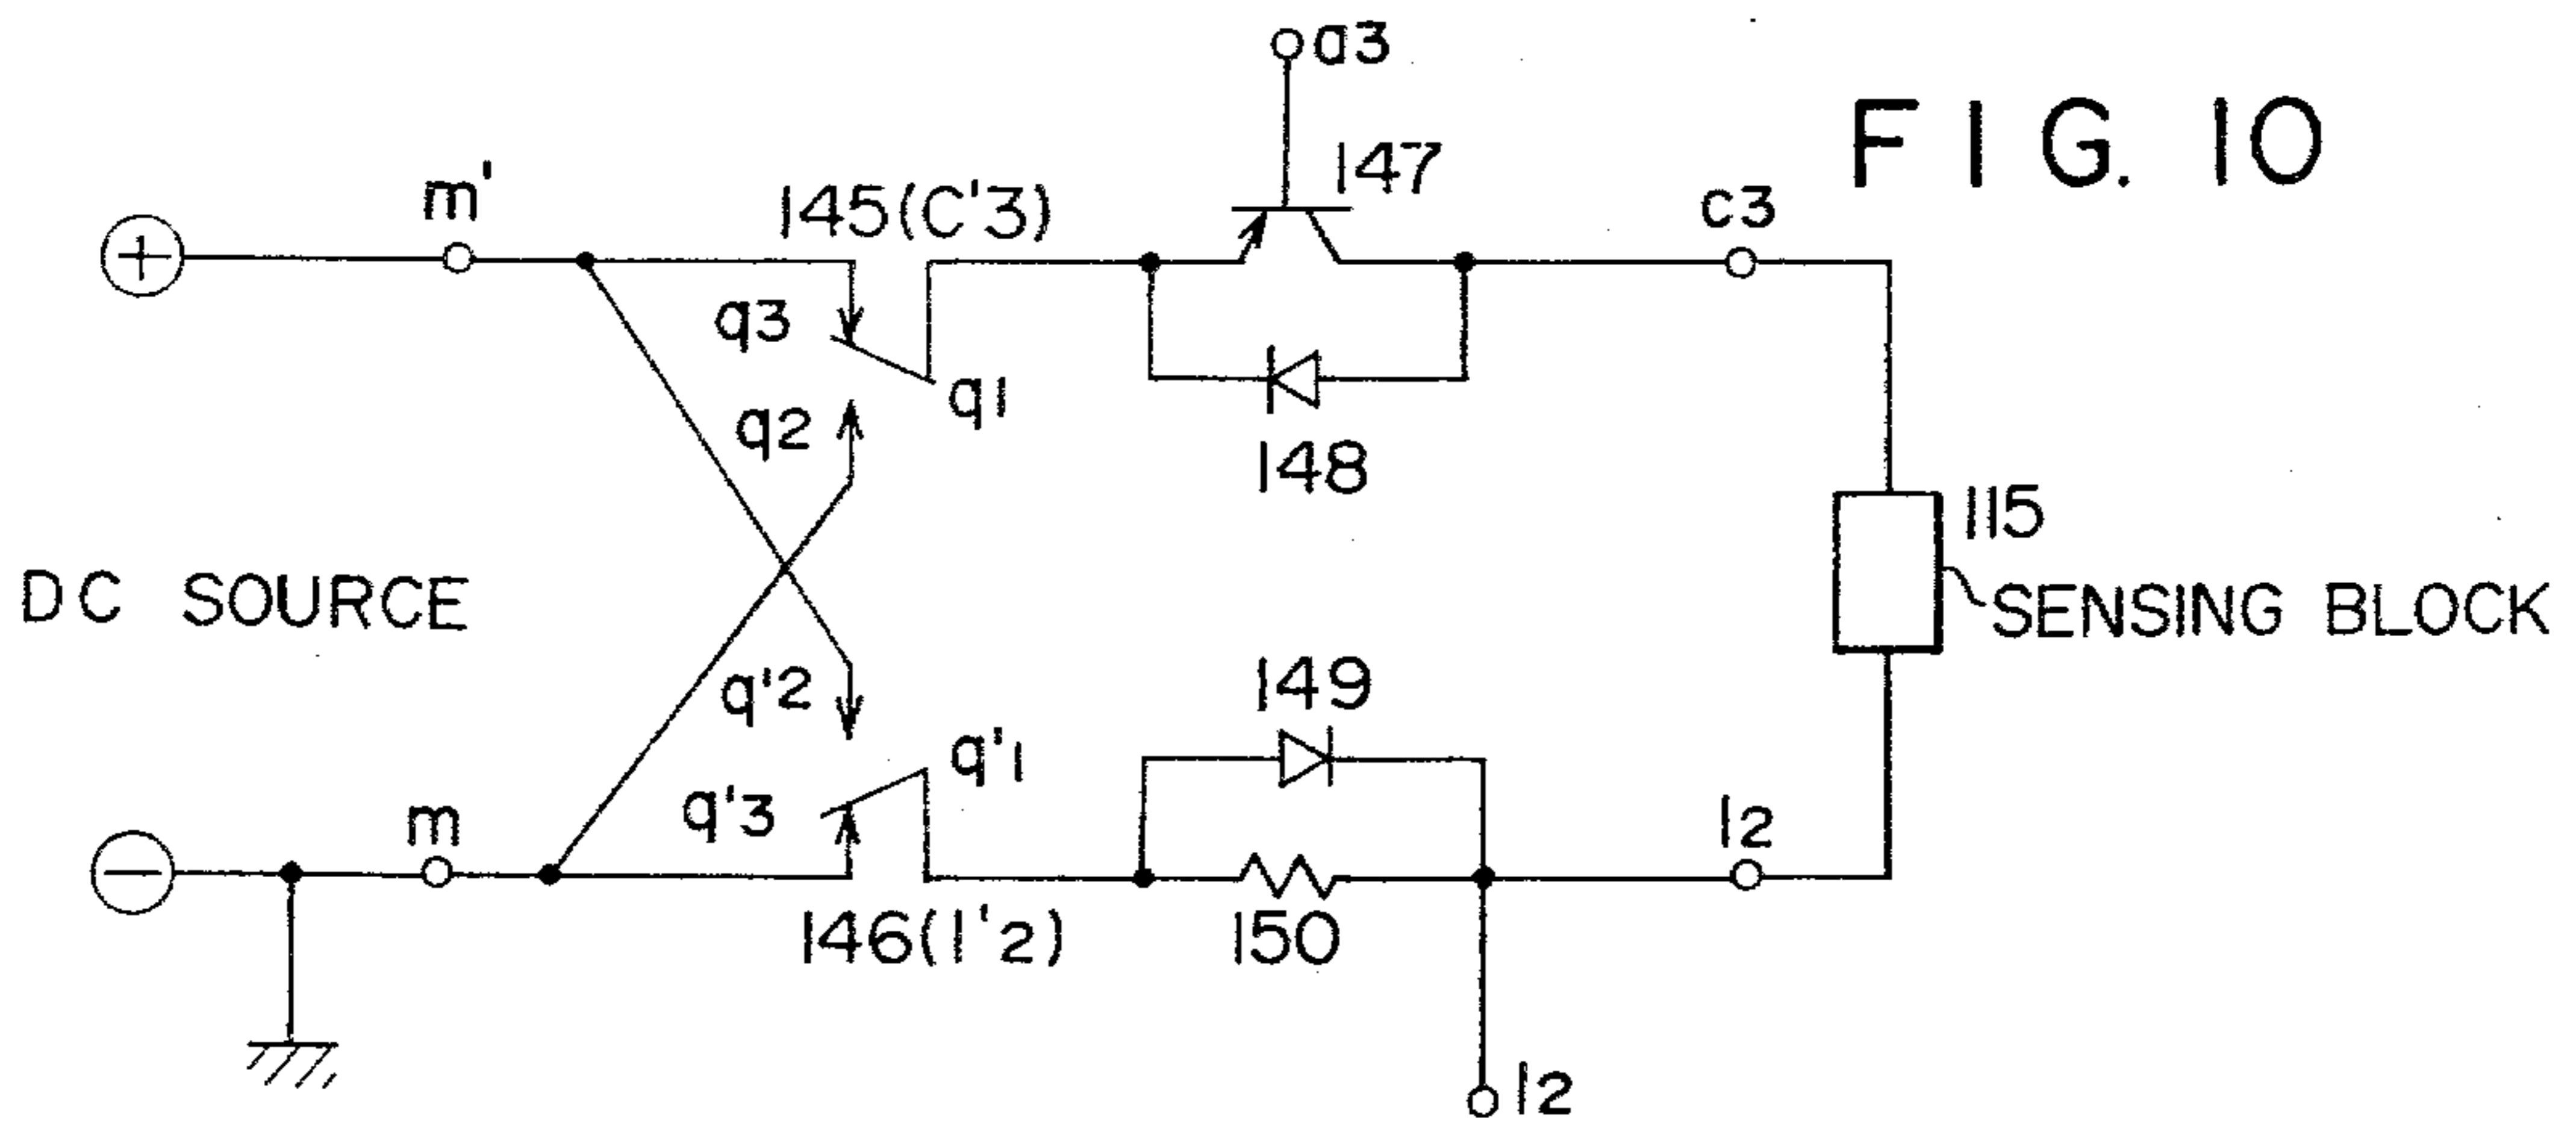 FIG. 10
a3
147
m'
145(C'3)
c3
q3
q1
q2
148
115
SENSING BLOCK
DC SOURCE
q'2
149
q'1
q'3
m
l2
146(l'2)
150
l2